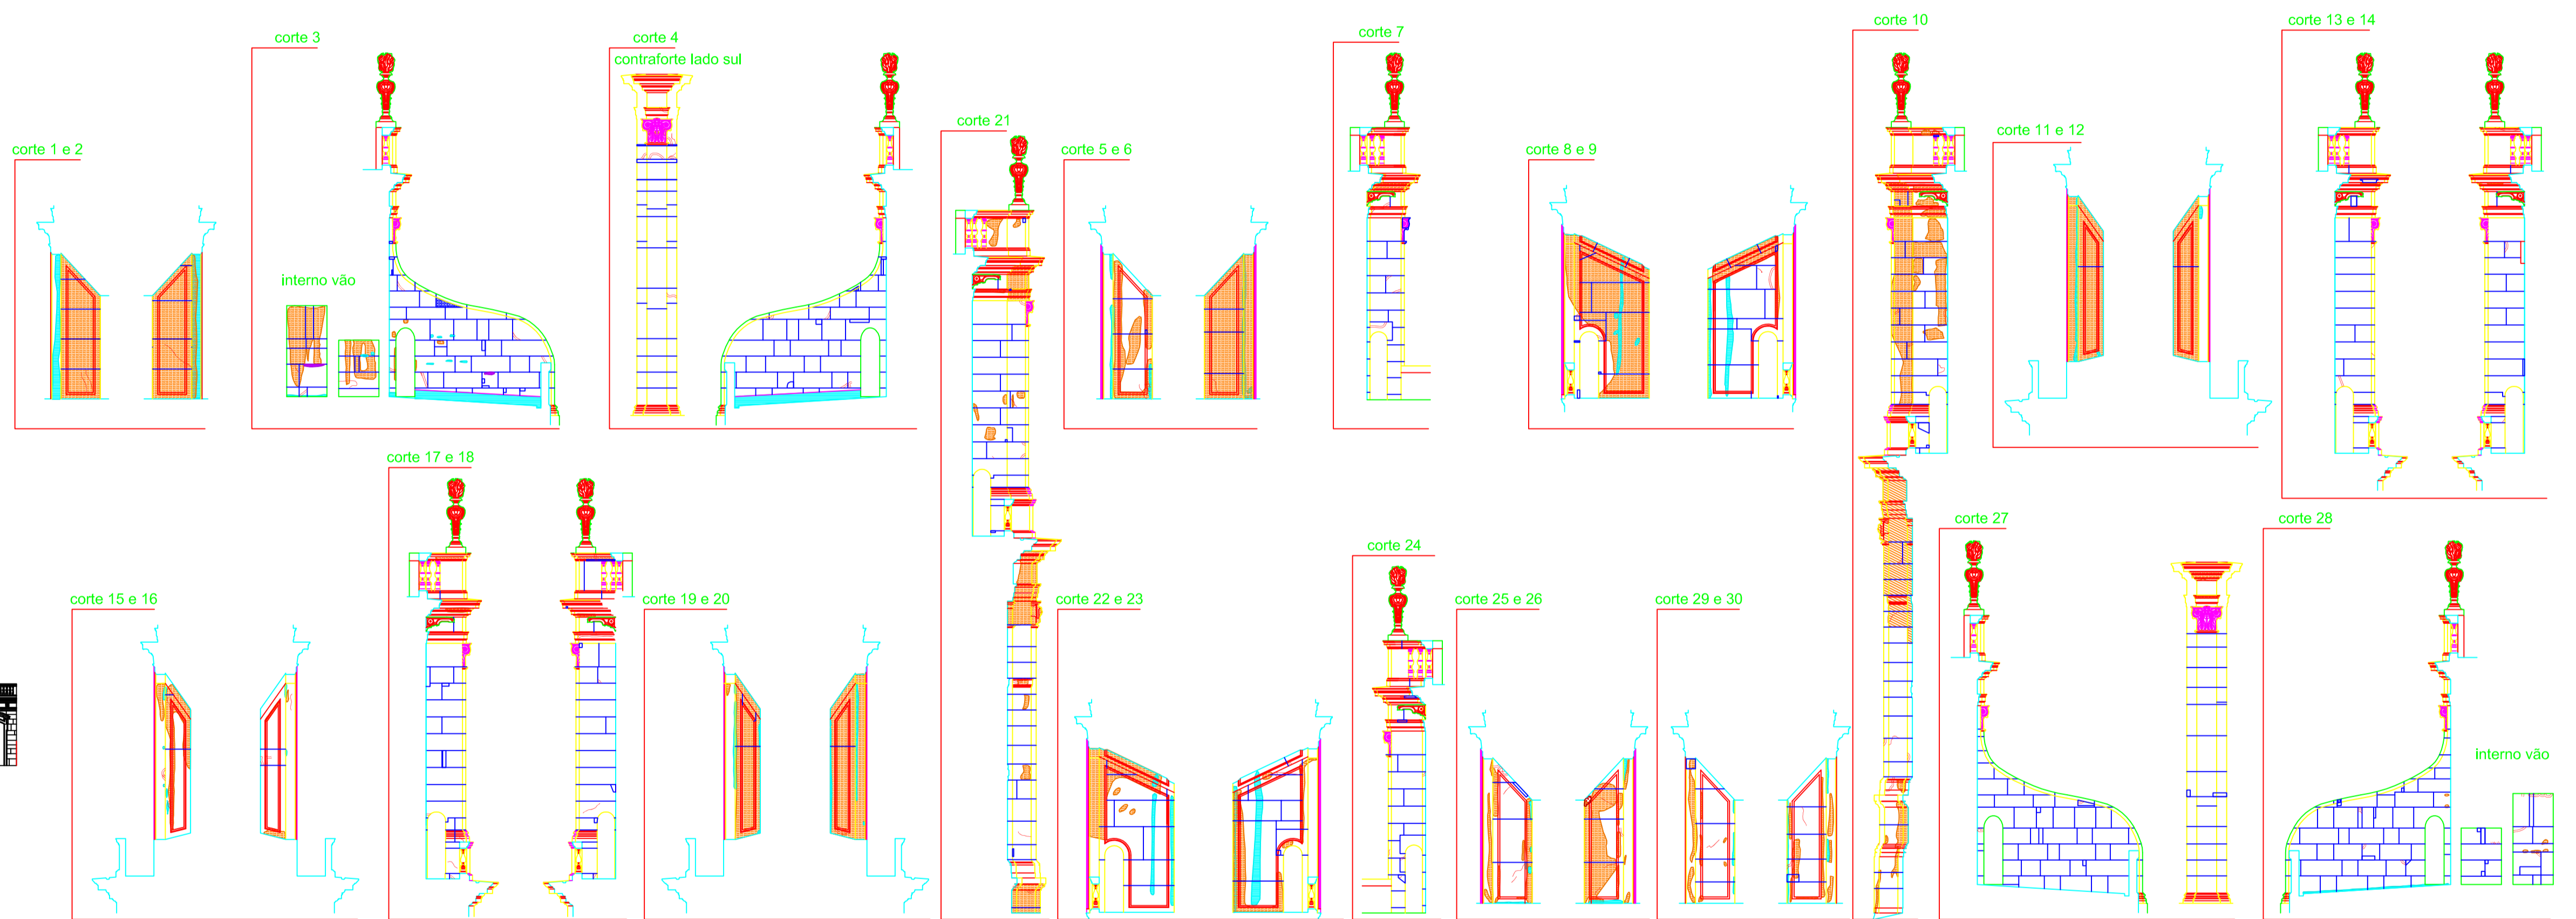 corte 1 e 2
corte 3
interno vão
corte 4
contraforte lado sul
corte 21
corte 5 e 6
corte 7
corte 8 e 9
corte 10
corte 11 e 12
corte 13 e 14
corte 15 e 16
corte 17 e 18
corte 19 e 20
corte 22 e 23
corte 24
corte 25 e 26
corte 29 e 30
corte 27
corte 28
interno vão